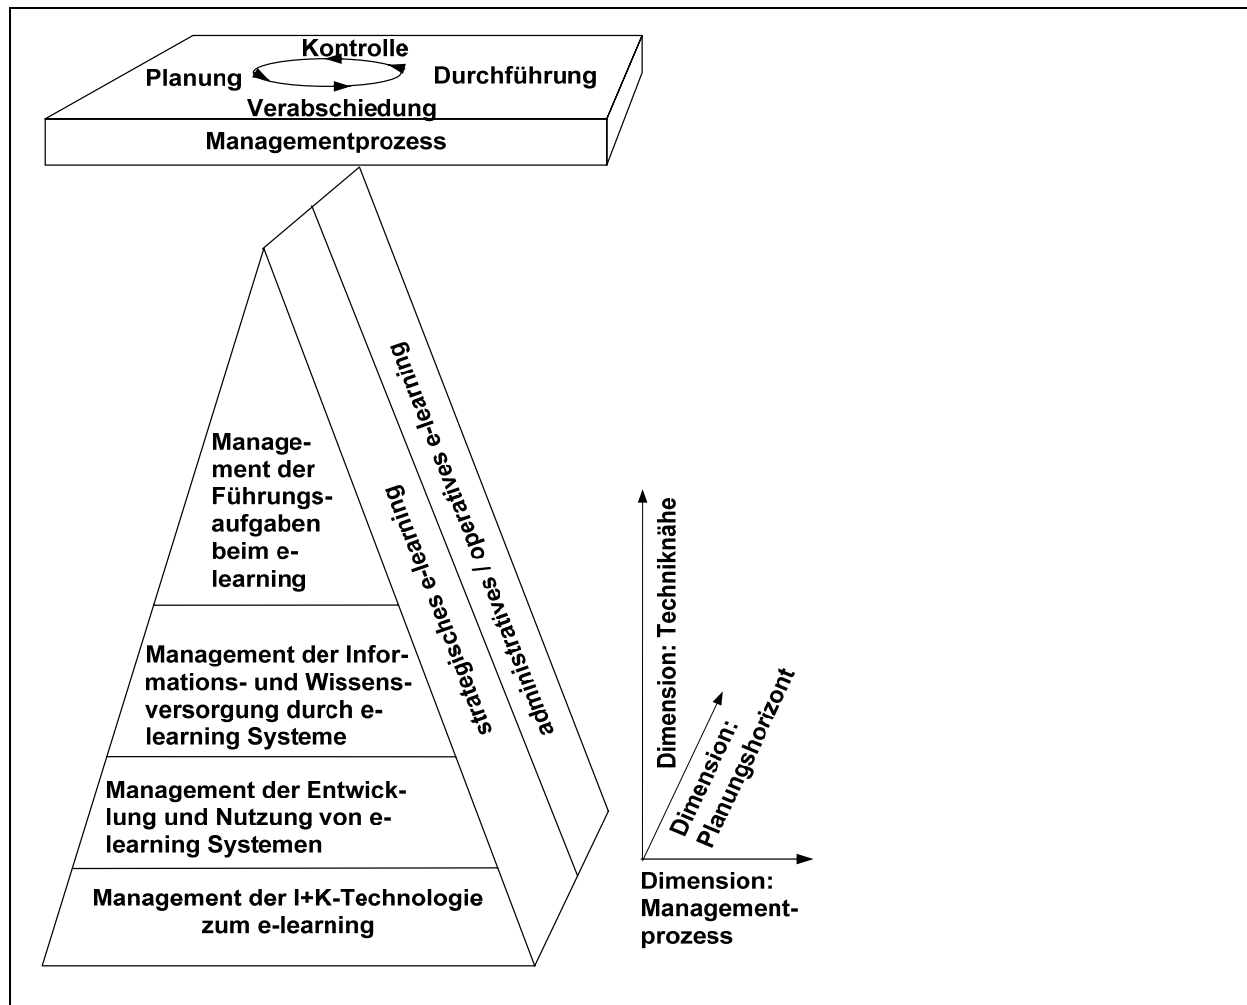 Kontrolle
Planung
Durchführung
Verabschiedung
Managementprozess
Manage-
ment der
Führungs-
aufgaben
beim e-
learning
Management der Infor-
mations- und Wissens-
versorgung durch e-
learning Systeme
Management der Entwick-
lung und Nutzung von e-
learning Systemen
Management der I+K-Technologie
zum e-learning
strategisches e-learning
administratives / operatives e-learning
Dimension: Techniknähe
Dimension:
Planungshorizont
Dimension:
Management-
prozess